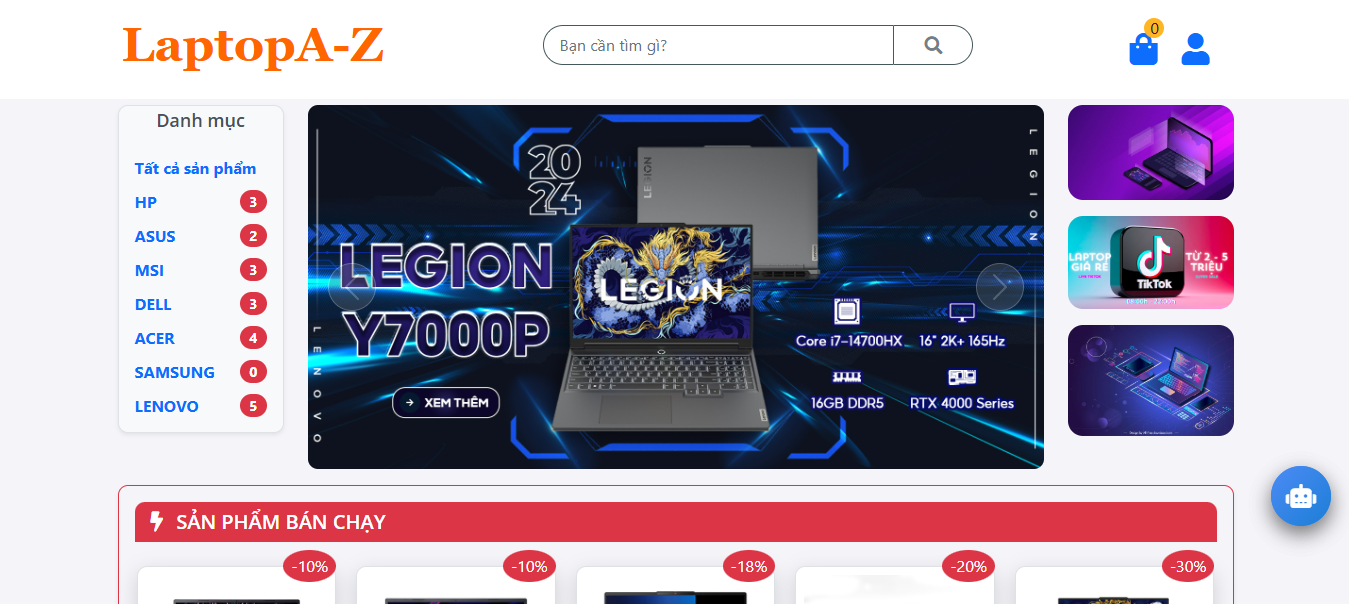 LaptopA-Z
Bạn cần tìm gì?
0
Danh mục
Tất cả sản phẩm
HP 3
ASUS 2
MSI 3
DELL 3
ACER 4
SAMSUNG 0
LENOVO 5
2024
LEGION
LEGION
LEGION
LEGION
Y7000P
LENOVO
Core i7-14700HX
16" 2K+ 165Hz
16GB DDR5
RTX 4000 Series
XEM THÊM
LAPTOP
GIÁ RẺ
TỪ 2 - 5
TRIỆU
TikTok
SẢN PHẨM BÁN CHẠY
-10%
-10%
-18%
-20%
-30%